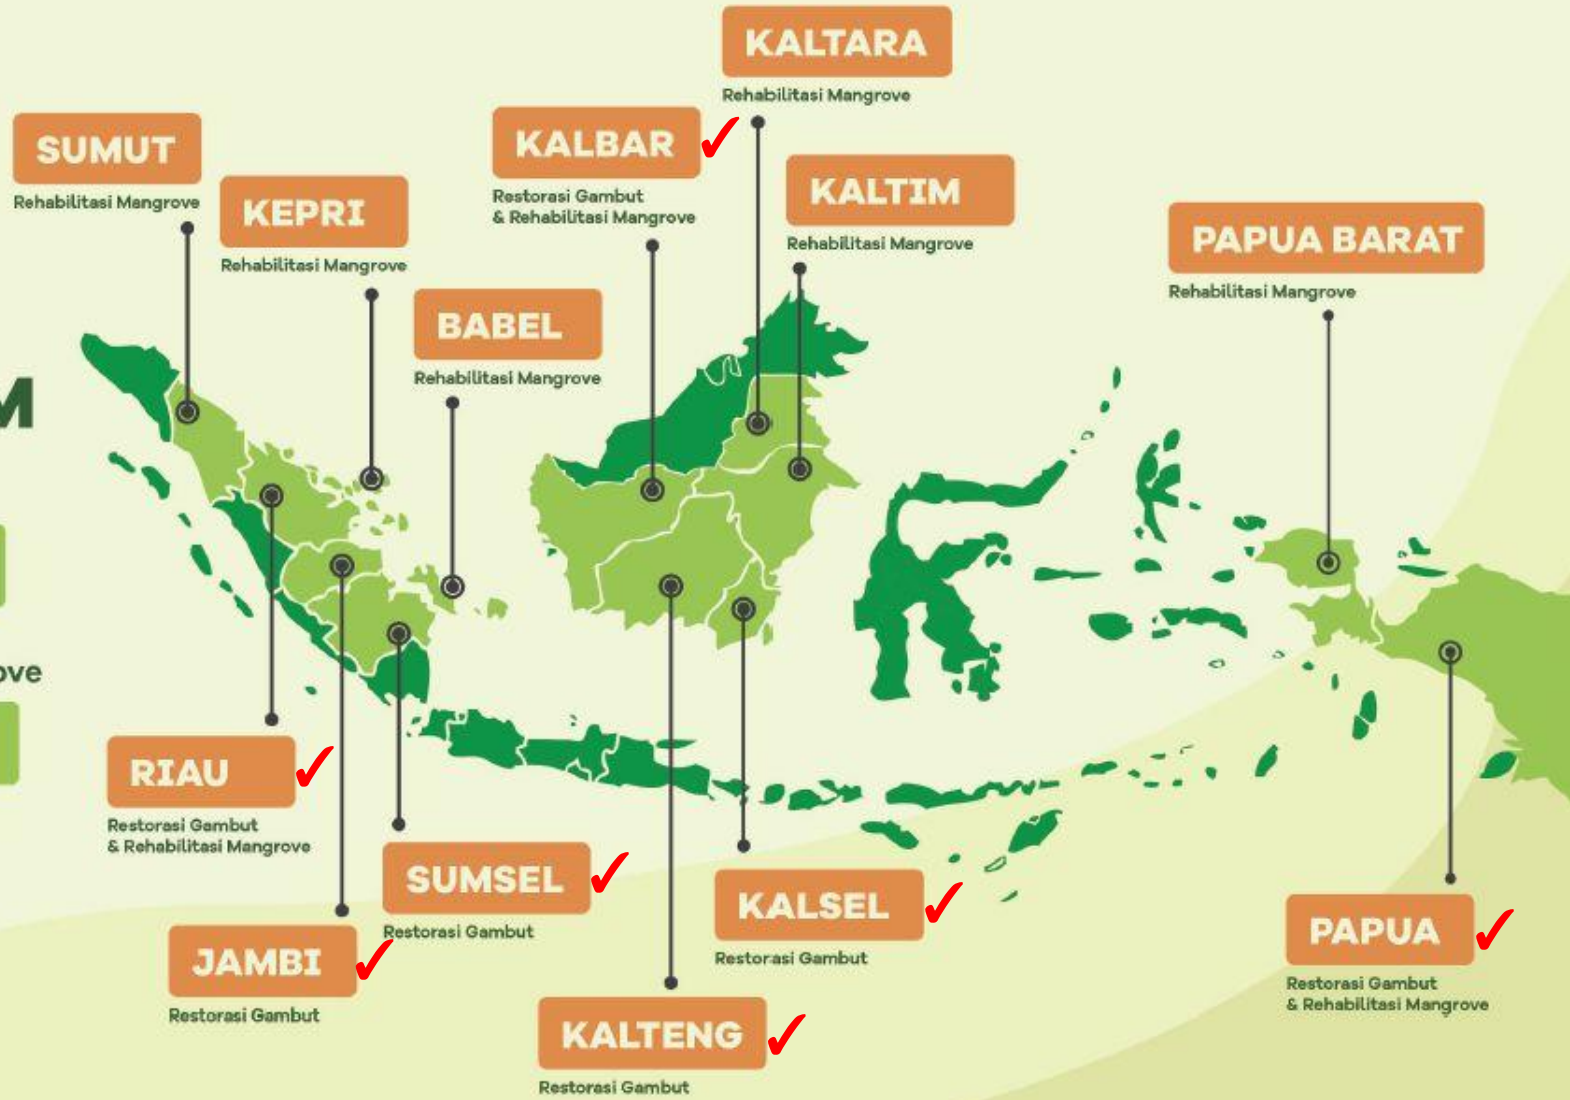 KALTARA
Rehabilitasi Mangrove
KALBAR
Restorasi Gambut
& Rehabilitasi Mangrove
SUMUT
Rehabilitasi Mangrove
KALTIM
Rehabilitasi Mangrove
KEPRI
Rehabilitasi Mangrove
PAPUA BARAT
Rehabilitasi Mangrove
BABEL
Rehabilitasi Mangrove
M
ove
RIAU
Restorasi Gambut
& Rehabilitasi Mangrove
SUMSEL
Restorasi Gambut
KALSEL
Restorasi Gambut
PAPUA
Restorasi Gambut
& Rehabilitasi Mangrove
JAMBI
Restorasi Gambut
KALTENG
Restorasi Gambut